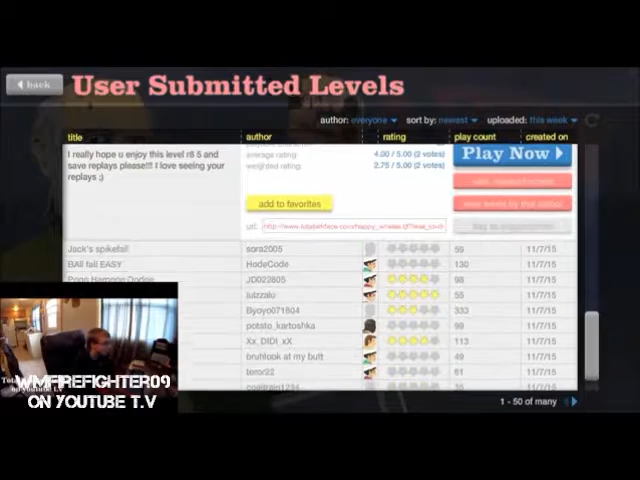 back
User Submitted Levels
author: everyone sort by: newest uploaded: this week
title author rating play count created on
I really hope u enjoy this level r8 5 and
save replays please!!! I love seeing your
replays ;)
average rating: 4.00 / 5.00 (2 votes)
weighted rating: 2.75 / 5.00 (2 votes)
Play Now
add to favorites
url:
Jack's spikefall sora2005 59 11/7/15
BAll fall EASY HodeCode 130 11/7/15
JD022805 98 11/7/15
luizzalu 55 11/7/15
Byoyo071804 333 11/7/15
potato_kartoshka 99 11/7/15
Xx_DIDI_xX 113 11/7/15
bruhlook at my butt 49 11/7/15
terror22 61 11/7/15
35 11/7/15
WMFIREFIGHTER09
ON YOUTUBE T.V
1 - 50 of many